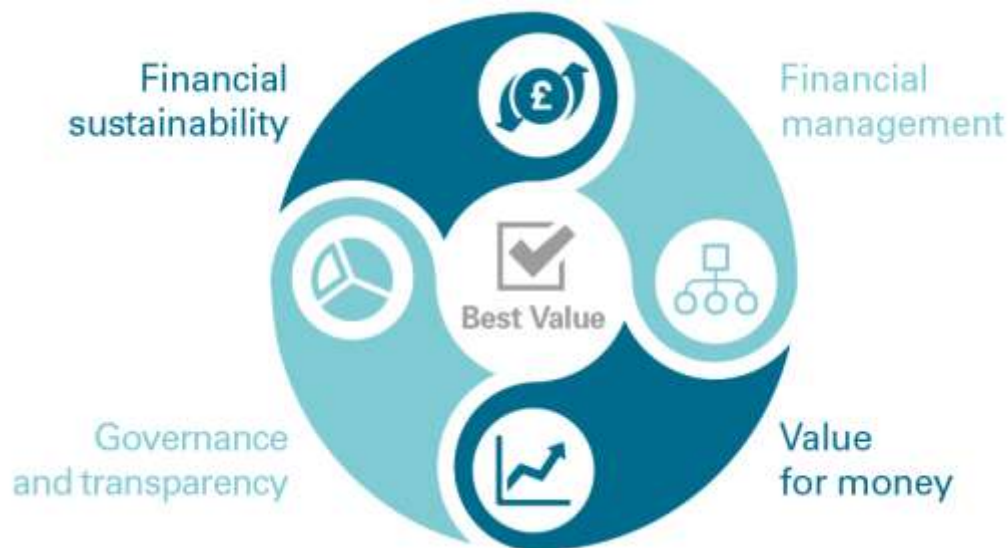 Financial
sustainability
£
Financial
management
Best Value
Governance
and transparency
Value
for money